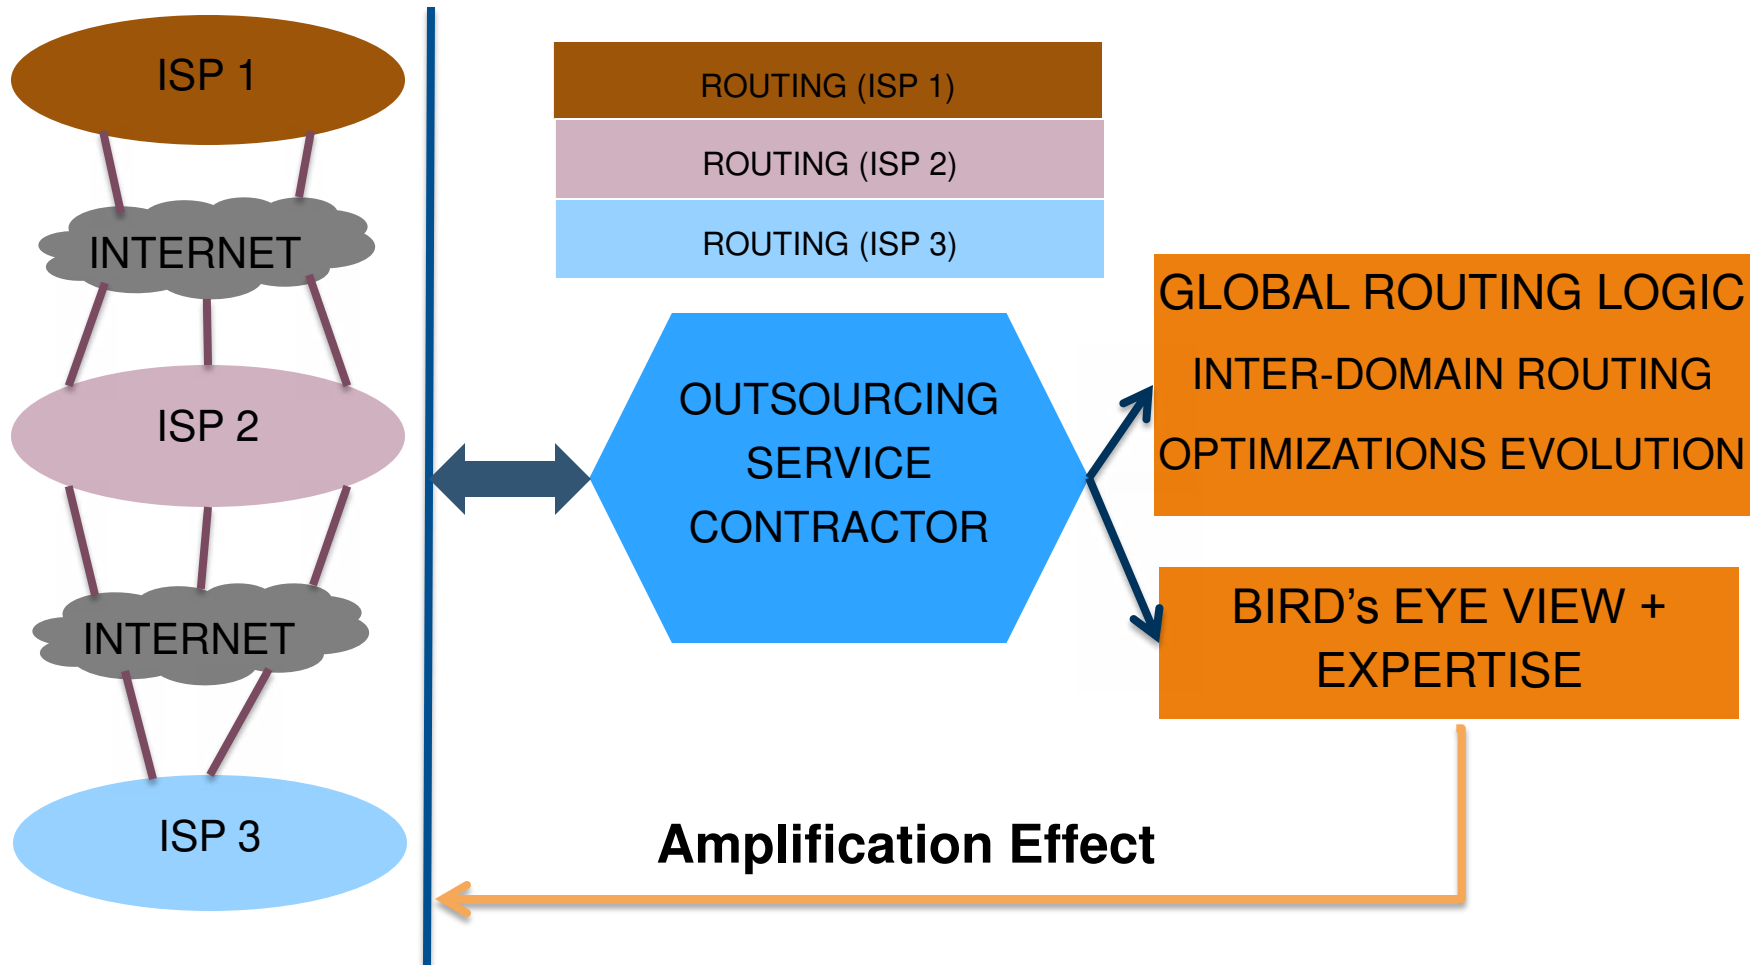 ISP 1
INTERNET
ISP 2
INTERNET
ISP 3
ROUTING (ISP 1)
ROUTING (ISP 2)
ROUTING (ISP 3)
OUTSOURCING
SERVICE
CONTRACTOR
GLOBAL ROUTING LOGIC
INTER-DOMAIN ROUTING
OPTIMIZATIONS EVOLUTION
BIRD’s EYE VIEW +
EXPERTISE
Amplification Effect